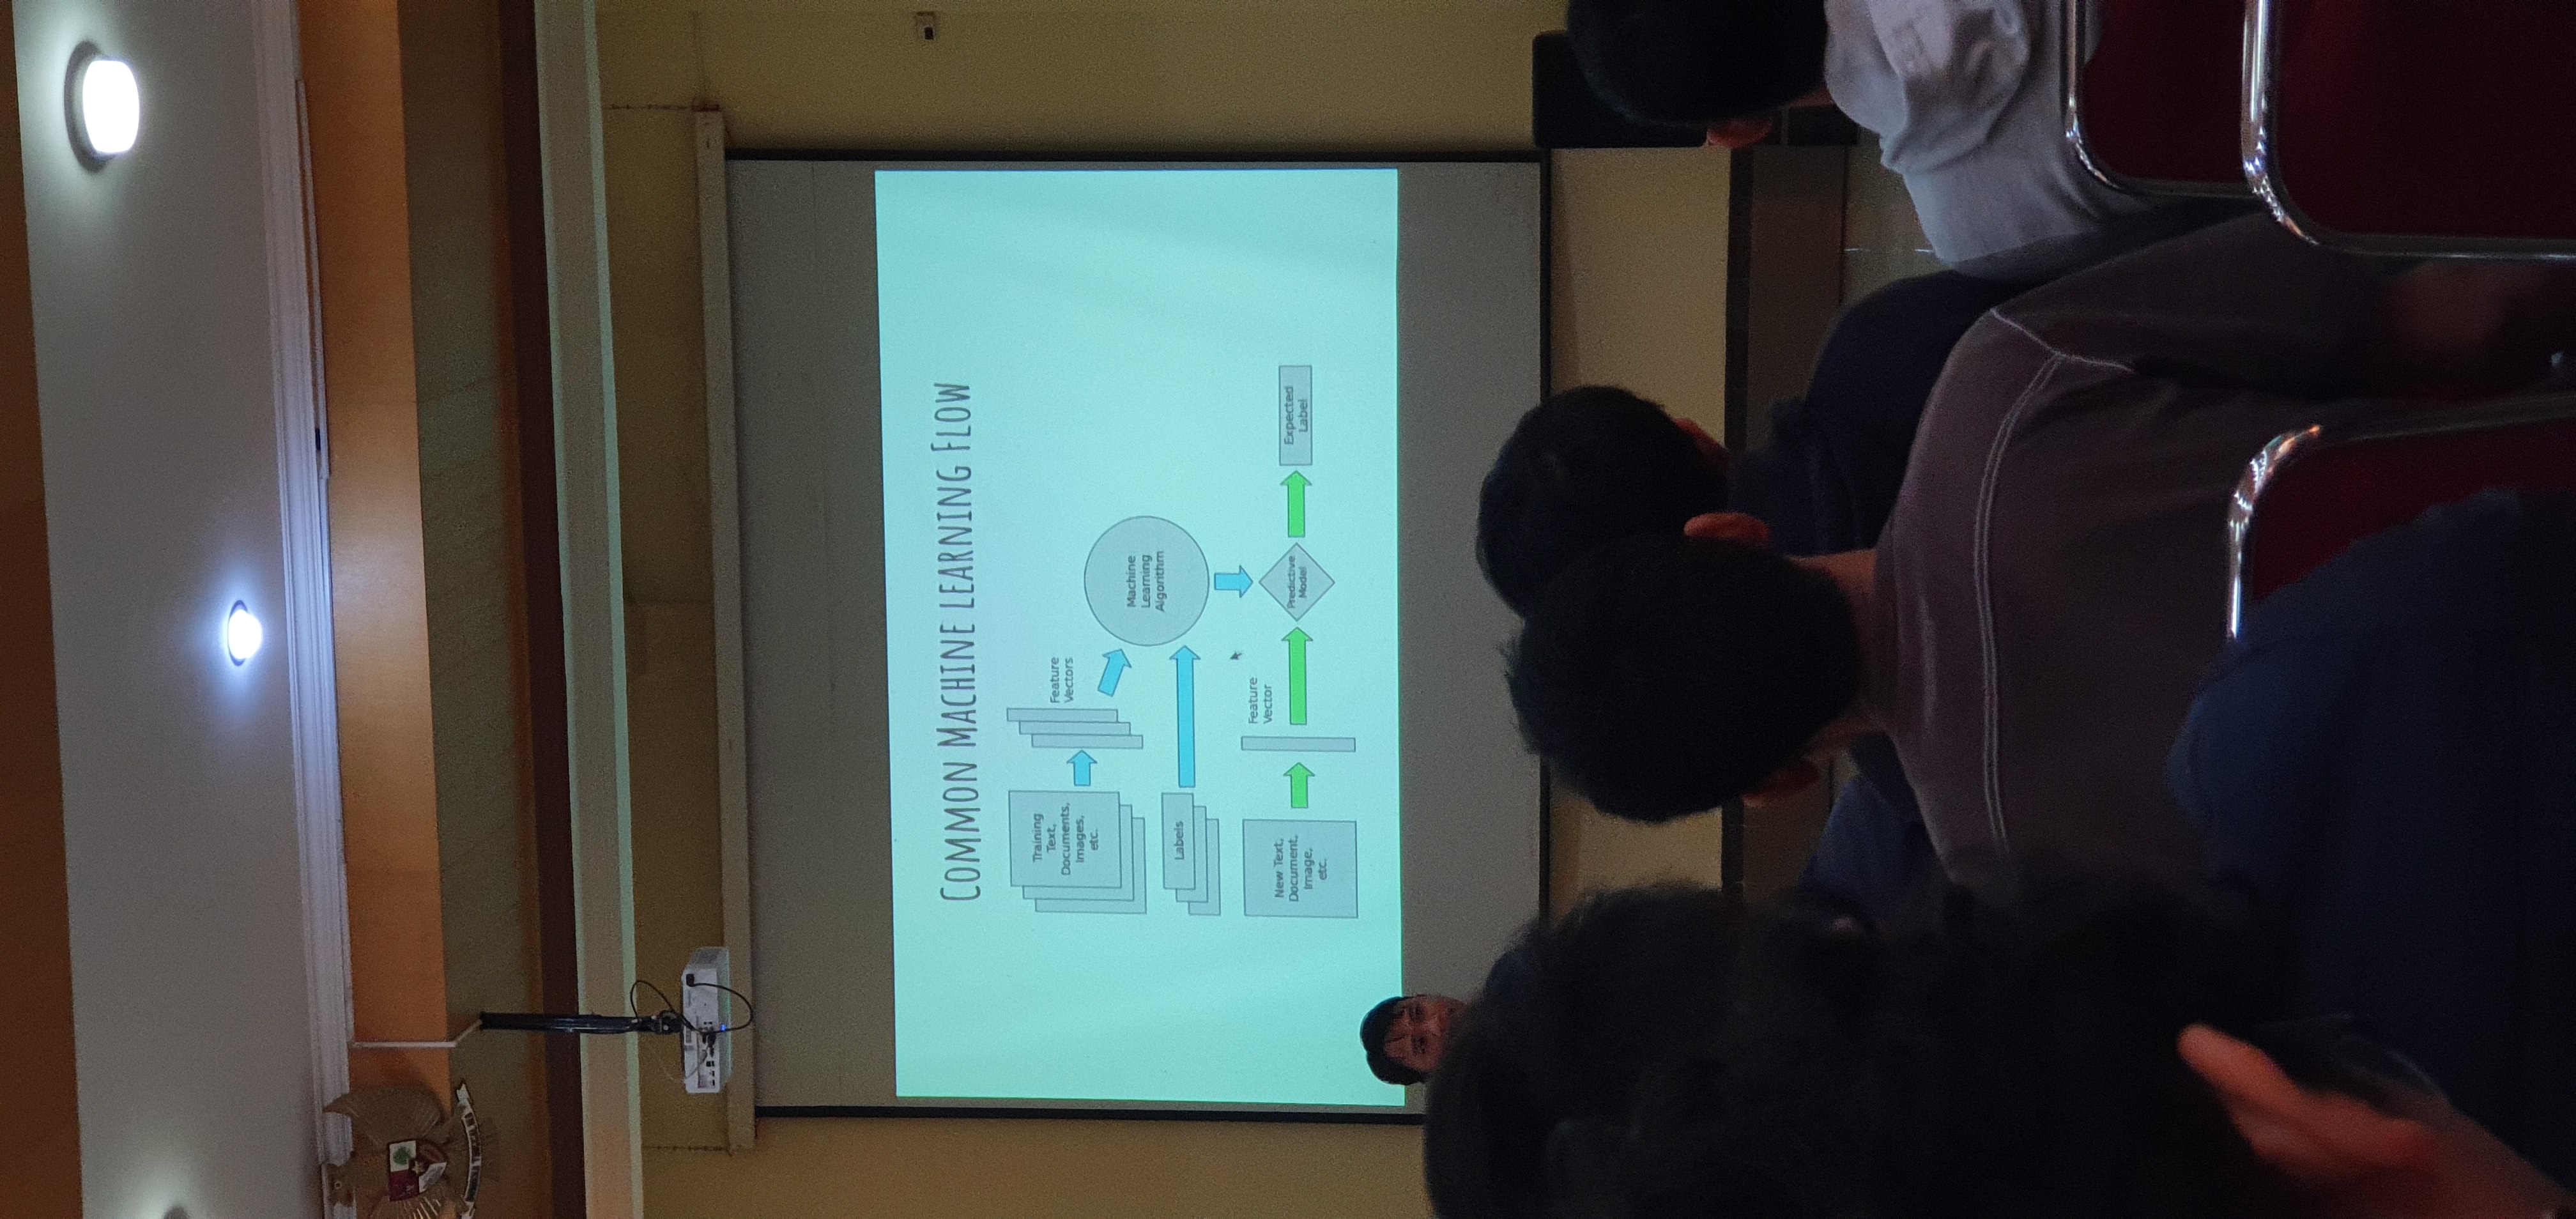 COMMON MACHINE LEARNING FLOW
Training
Text,
Documents,
Images,
etc.
Feature
Vectors
Machine
Learning
Algorithm
Labels
New Text,
Document,
Image,
etc.
Feature
Vector
Predictive
Model
Expected
Label